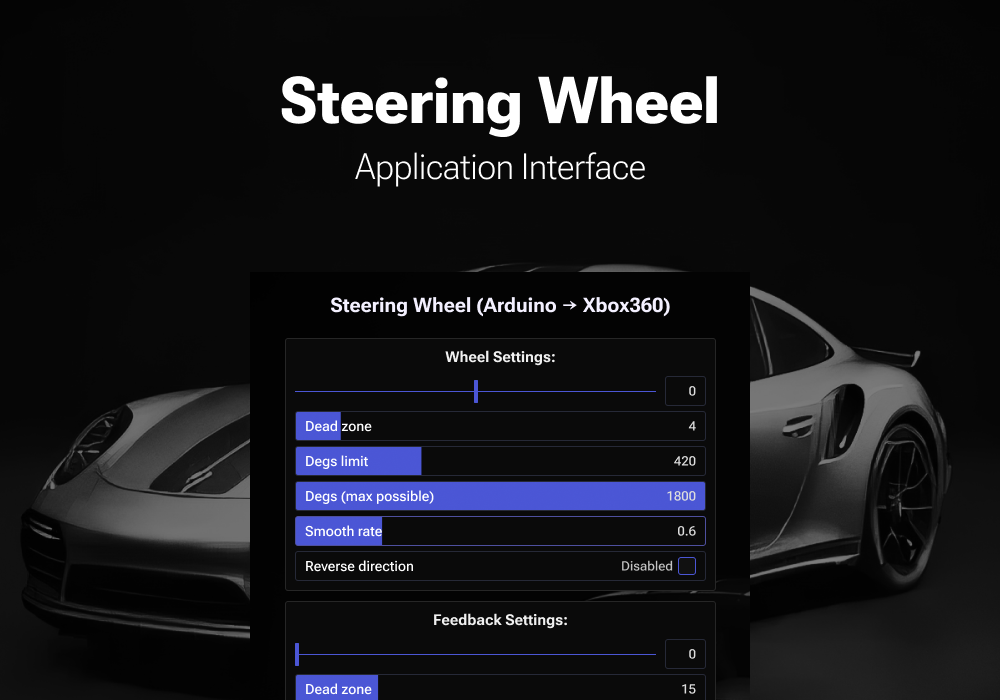 Steering Wheel
Application Interface
Steering Wheel (Arduino → Xbox360)
Wheel Settings:
0
Dead zone 4
Degs limit 420
Degs (max possible) 1800
Smooth rate 0.6
Reverse direction Disabled
Feedback Settings:
0
Dead zone 15